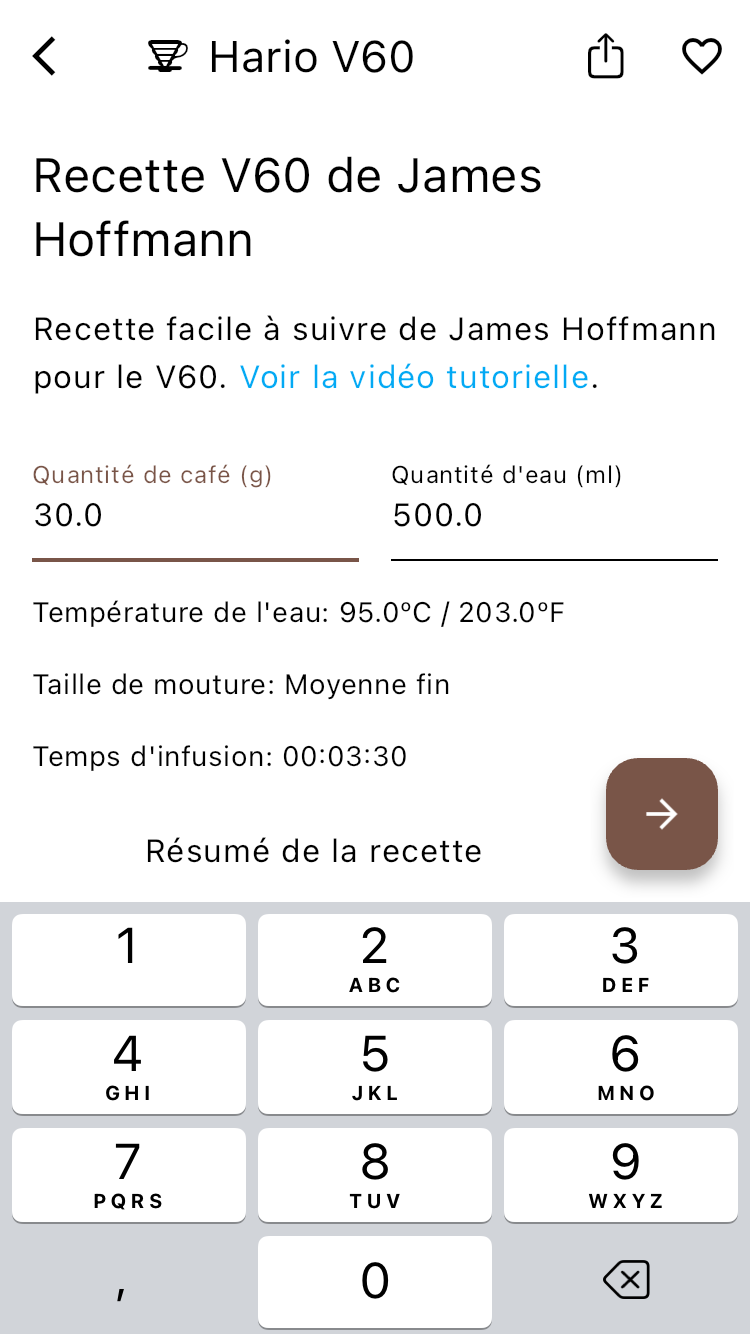 Hario V60
Recette V60 de James
Hoffmann
Recette facile à suivre de James Hoffmann
pour le V60. Voir la vidéo tutorielle.
Quantité de café (g)
Quantité d'eau (ml)
30.0
500.0
Température de l'eau: 95.0ºC / 203.0ºF
Taille de mouture: Moyenne fin
Temps d'infusion: 00:03:30
Résumé de la recette
1
2
3
ABC
DEF
4
5
6
GHI
JKL
MNO
7
8
9
PQRS
TUV
WXYZ
,
0